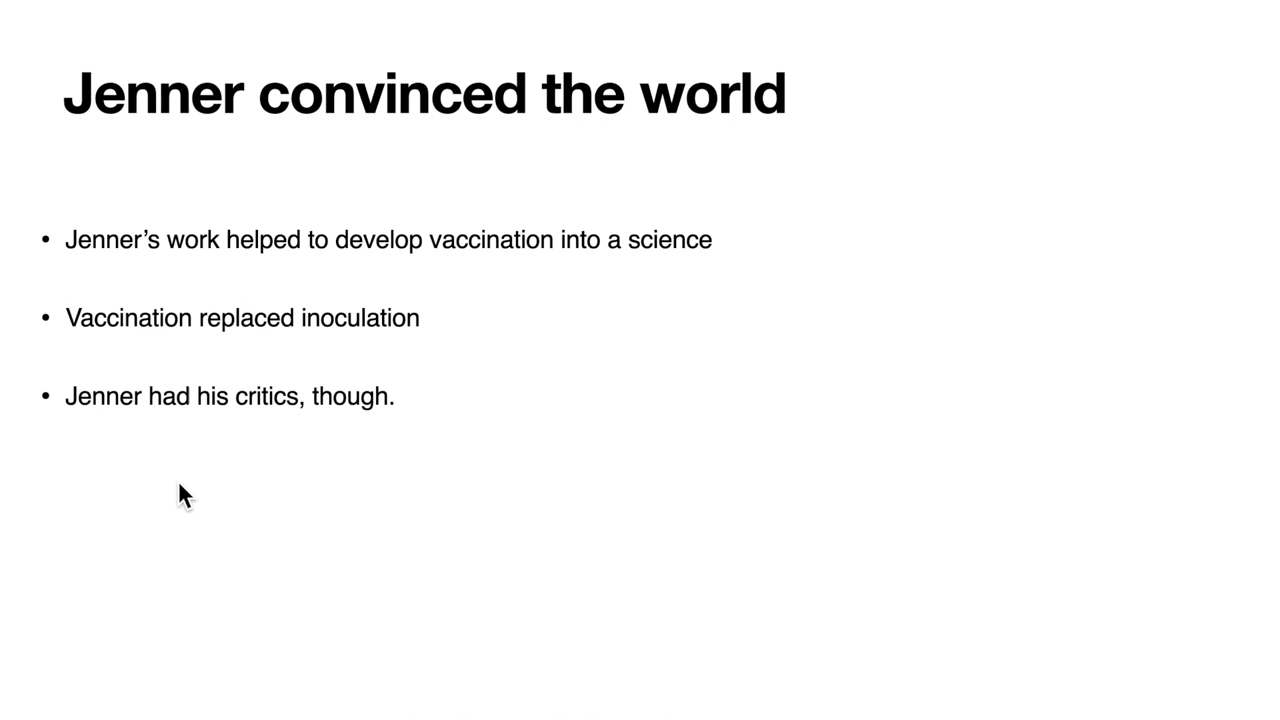 Jenner convinced the world
• Jenner’s work helped to develop vaccination into a science
• Vaccination replaced inoculation
• Jenner had his critics, though.